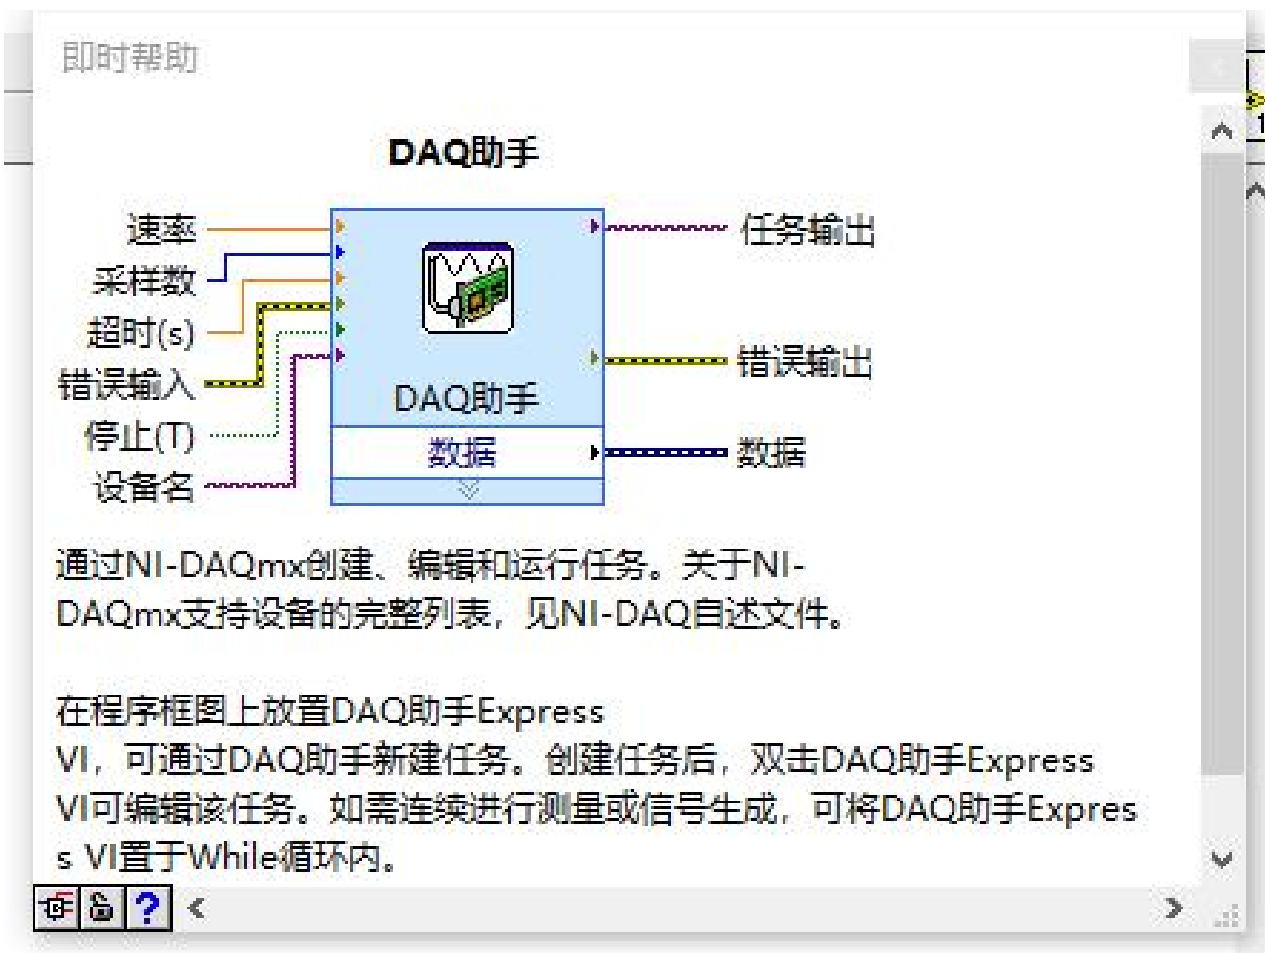 即时帮助
DAQ助手
速率
采样数
超时(s)
错误输入
停止(T)
设备名
DAQ助手
数据
任务输出
错误输出
数据
通过NI-DAQmx创建、编辑和运行任务。关于NI-
DAQmx支持设备的完整列表，见NI-DAQ自述文件。
在程序框图上放置DAQ助手Express
VI，可通过DAQ助手新建任务。创建任务后，双击DAQ助手Express
VI可编辑该任务。如需连续进行测量或信号生成，可将DAQ助手Expres
s VI置于While循环内。
?
1